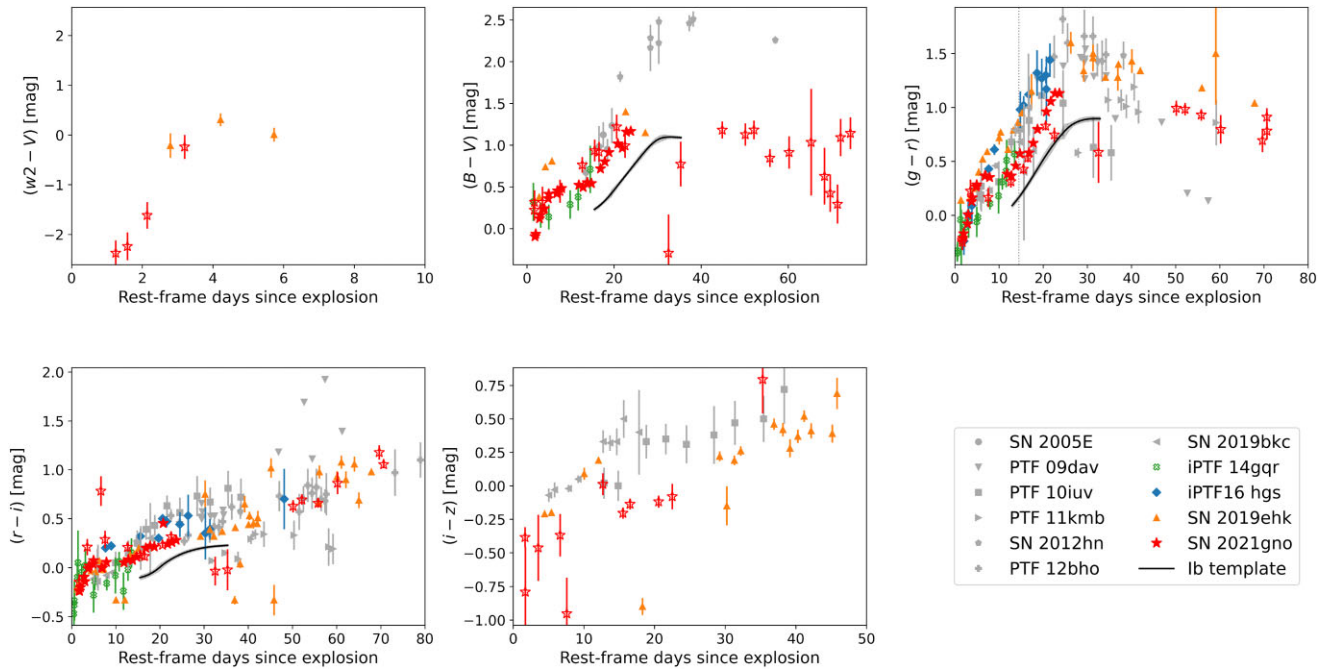 2
1
0
−1
−2
(w2 − V) [mag]
0 2 4 6 8 10
Rest-frame days since explosion
2.5
2.0
1.5
1.0
0.5
0.0
(B − V) [mag]
0 20 40 60
Rest-frame days since explosion
1.5
1.0
0.5
0.0
(g − r) [mag]
0 10 20 30 40 50 60 70 80
Rest-frame days since explosion
2.0
1.5
1.0
0.5
0.0
−0.5
(r − i) [mag]
0 10 20 30 40 50 60 70 80
Rest-frame days since explosion
0.75
0.50
0.25
0.00
−0.25
−0.50
−0.75
−1.00
(i − z) [mag]
0 10 20 30 40 50
Rest-frame days since explosion
SN 2005E
PTF 09dav
PTF 10iuv
PTF 11kmb
SN 2012hn
PTF 12bho
SN 2019bkc
iPTF 14gqr
iPTF16 hgs
SN 2019ehk
SN 2021gno
Ib template